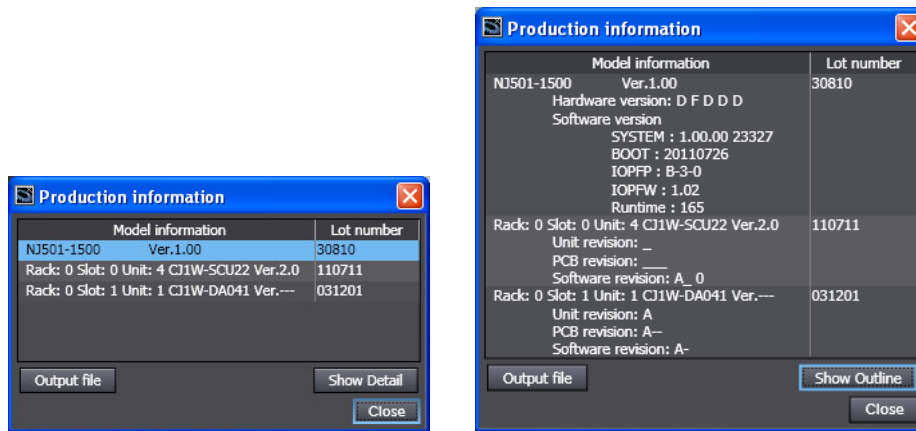 Production information
Model information Lot number
NJ501-1500 Ver.1.00 30810
Rack: 0 Slot: 0 Unit: 4 CJ1W-SCU22 Ver.2.0 110711
Rack: 0 Slot: 1 Unit: 1 CJ1W-DA041 Ver.--- 031201
Output file Show Detail
Close
Production information
Model information Lot number
NJ501-1500 Ver.1.00 30810
Hardware version: D F D D D
Software version
SYSTEM : 1.00.00 23327
BOOT : 20110726
IOPFP : B-3-0
IOPFW : 1.02
Runtime : 165
Rack: 0 Slot: 0 Unit: 4 CJ1W-SCU22 Ver.2.0 110711
Unit revision: _
PCB revision: ___
Software revision: A_ 0
Rack: 0 Slot: 1 Unit: 1 CJ1W-DA041 Ver.--- 031201
Unit revision: A
PCB revision: A--
Software revision: A-
Output file Show Outline
Close